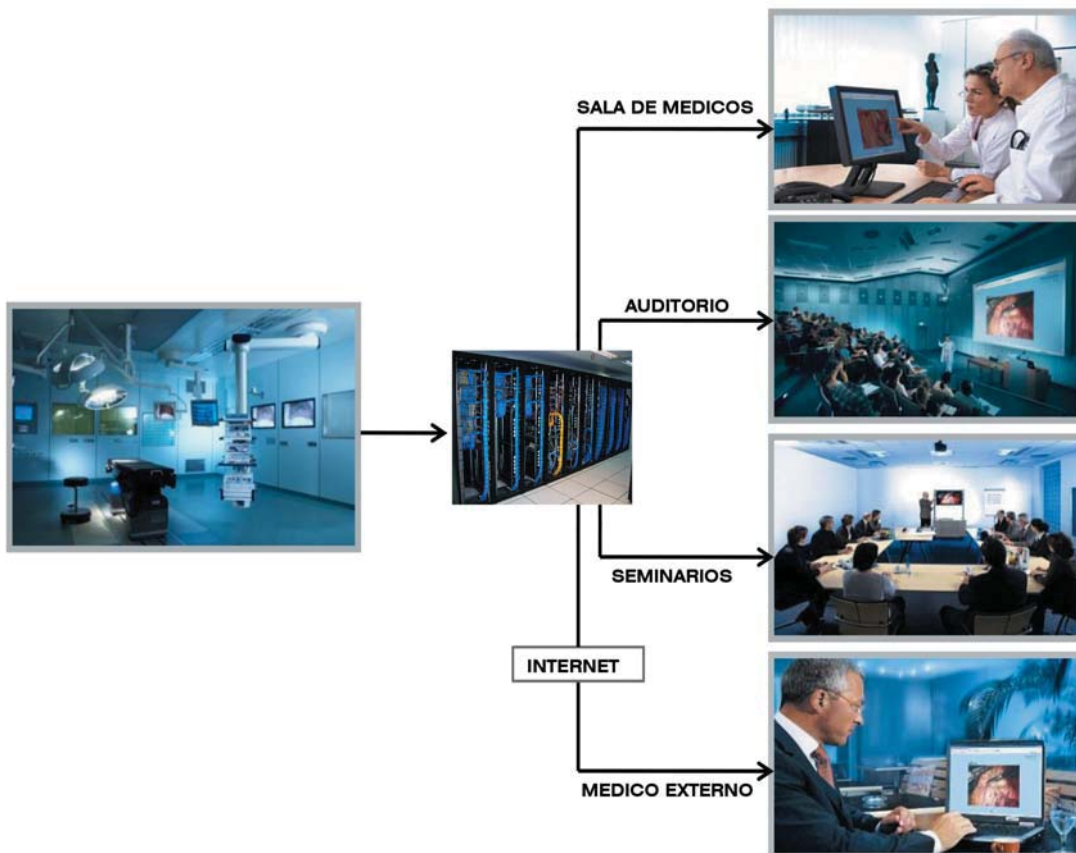 SALA DE MEDICOS
AUDITORIO
SEMINARIOS
INTERNET
MEDICO EXTERNO